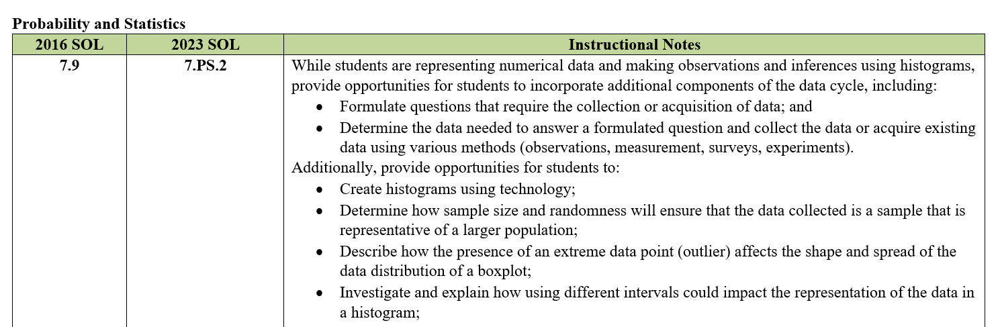 Probability and Statistics
2016 SOL 2023 SOL Instructional Notes
7.9 7.PS.2 While students are representing numerical data and making observations and inferences using histograms,
provide opportunities for students to incorporate additional components of the data cycle, including:
• Formulate questions that require the collection or acquisition of data; and
• Determine the data needed to answer a formulated question and collect the data or acquire existing
data using various methods (observations, measurement, surveys, experiments).
Additionally, provide opportunities for students to:
• Create histograms using technology;
• Determine how sample size and randomness will ensure that the data collected is a sample that is
representative of a larger population;
• Describe how the presence of an extreme data point (outlier) affects the shape and spread of the
data distribution of a boxplot;
• Investigate and explain how using different intervals could impact the representation of the data in
a histogram;